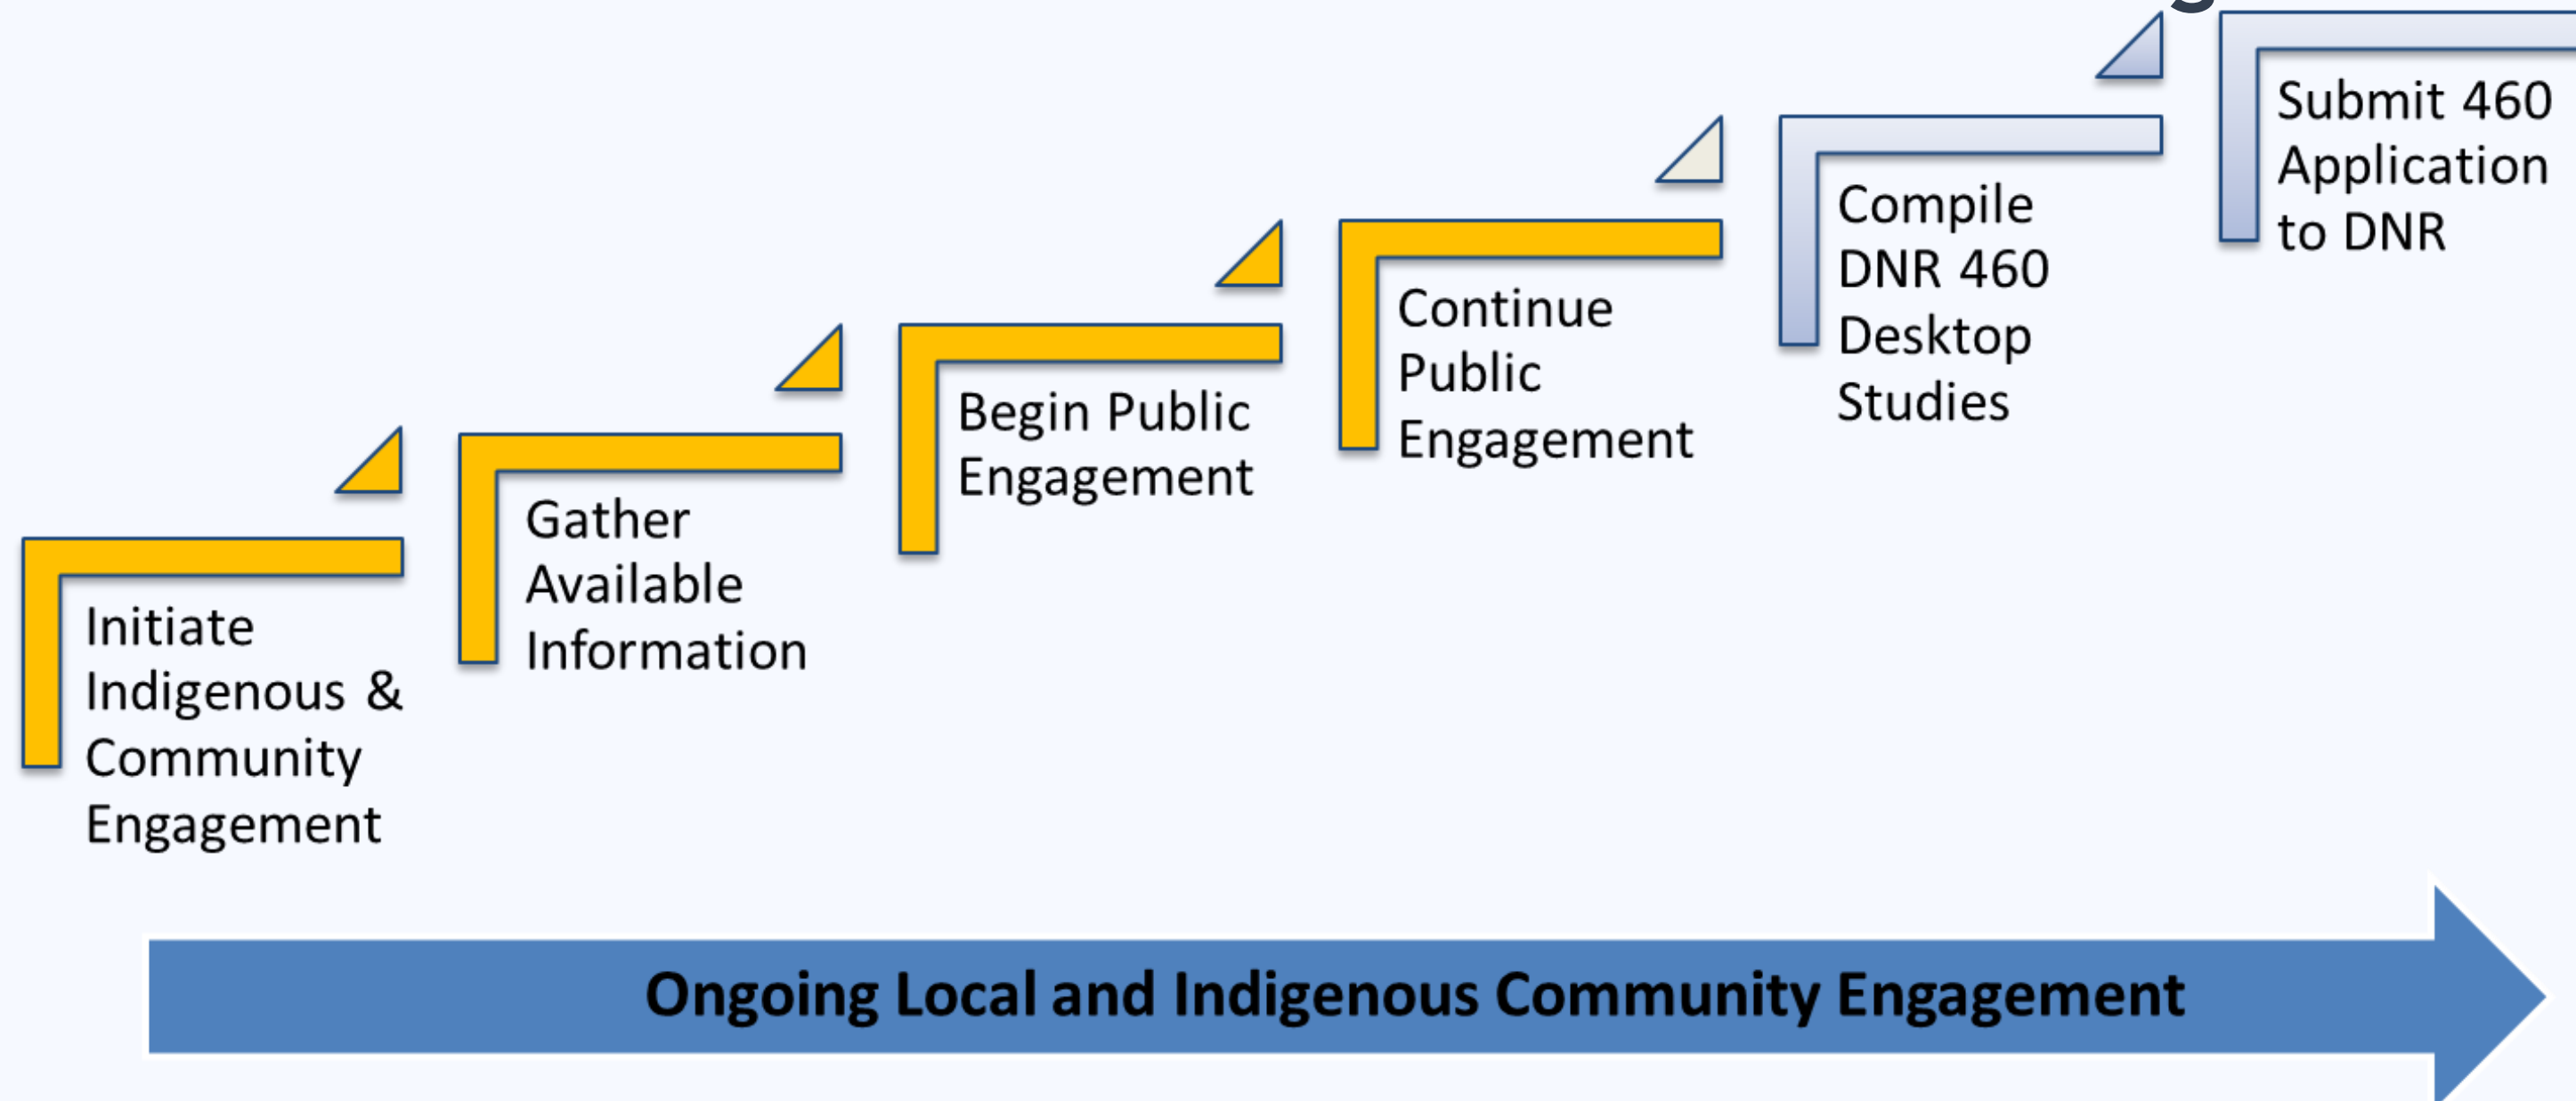 Initiate
Indigenous &
Community
Engagement
Gather
Available
Information
Begin Public
Engagement
Continue
Public
Engagement
Compile
DNR 460
Desktop
Studies
Submit 460
Application
to DNR
Ongoing Local and Indigenous Community Engagement